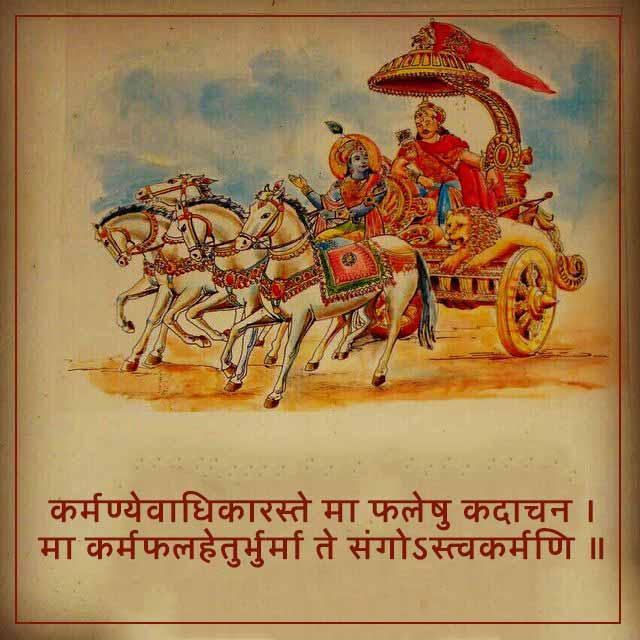 कर्मण्येवाधिकारस्ते मा फलेषु कदाचन ।
मा कर्मफलहेतुर्भुर्मा ते संगोऽस्त्वकर्मणि ॥